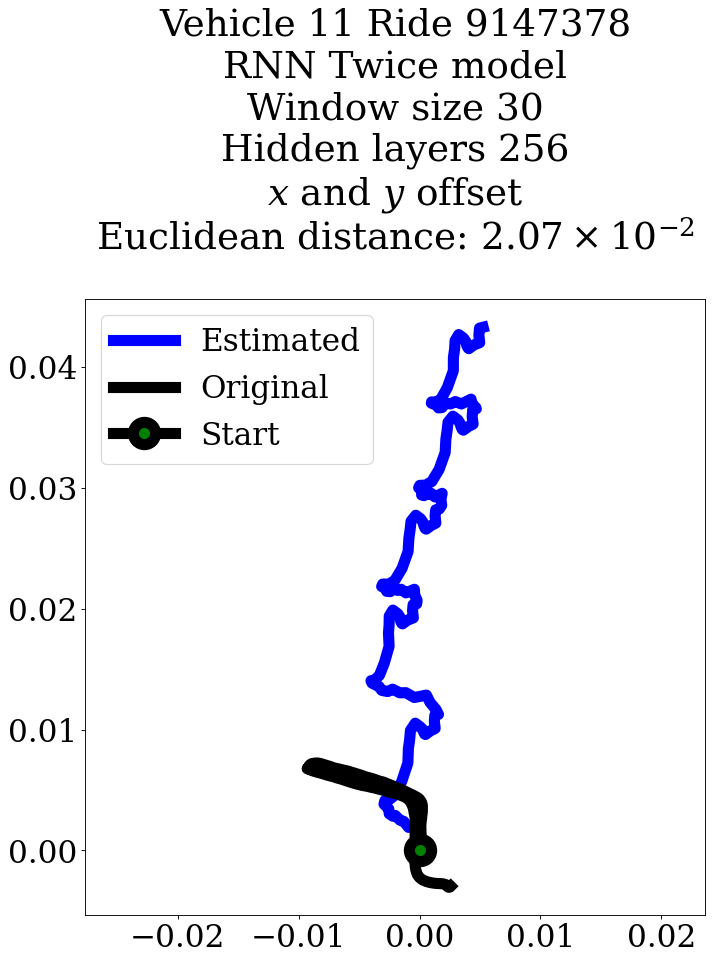 Vehicle 11 Ride 9147378
RNN Twice model
Window size 30
Hidden layers 256
x and y offset
Euclidean distance: 2.07 × 10⁻²
Estimated
Original
Start
0.04
0.03
0.02
0.01
0.00
−0.02 −0.01 0.00 0.01 0.02